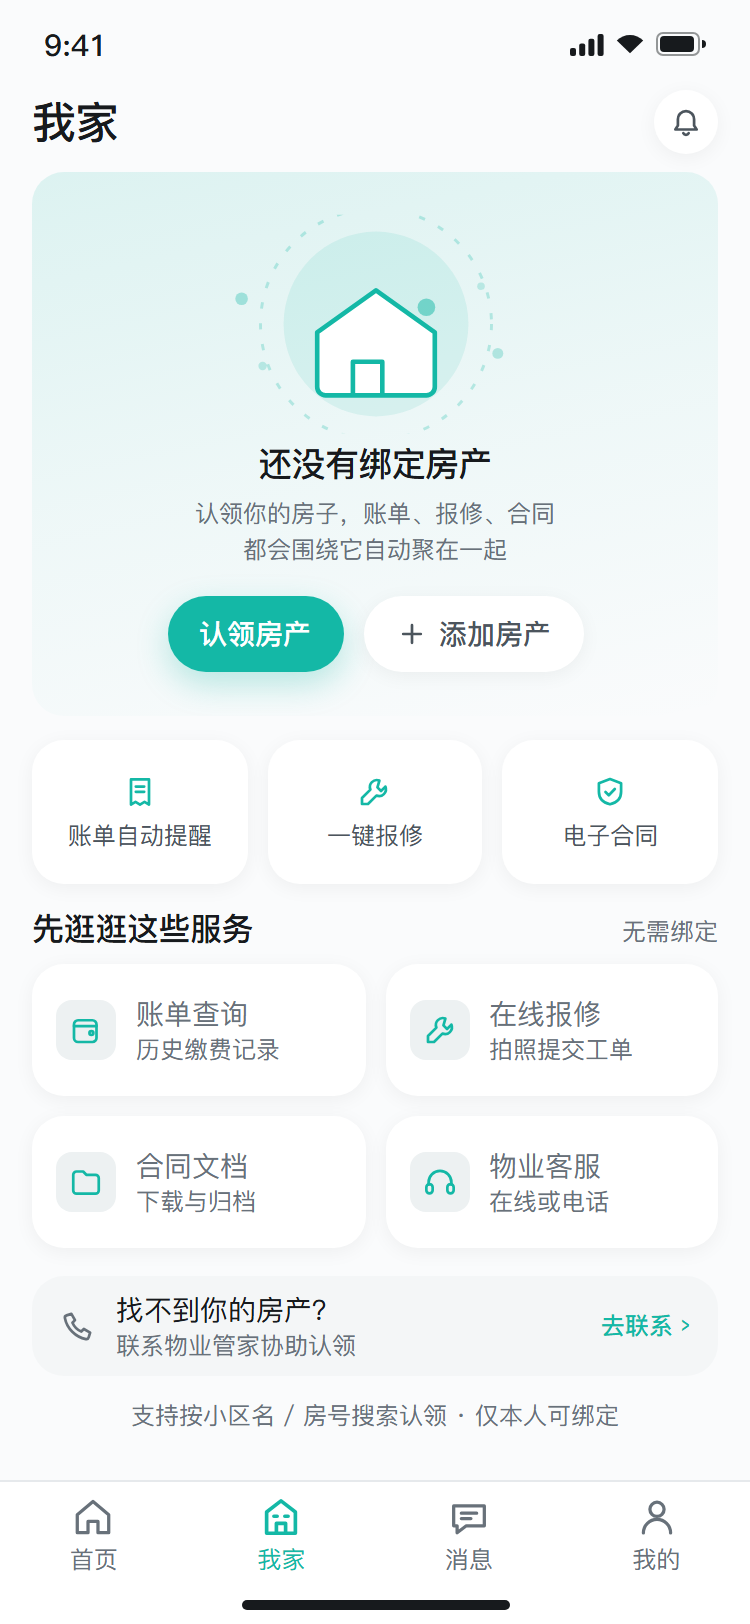 9:41
我家
还没有绑定房产
认领你的房子，账单、报修、合同
都会围绕它自动聚在一起
认领房产
添加房产
账单自动提醒
一键报修
电子合同
先逛逛这些服务
无需绑定
账单查询
历史缴费记录
在线报修
拍照提交工单
合同文档
下载与归档
物业客服
在线或电话
找不到你的房产？
联系物业管家协助认领
去联系 ›
支持按小区名 / 房号搜索认领 · 仅本人可绑定
首页
我家
消息
我的